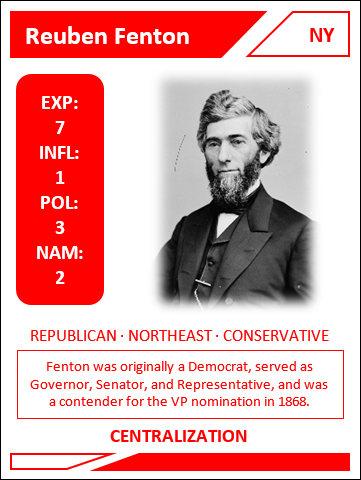 Reuben Fenton
NY
EXP:
7
INFL:
1
POL:
3
NAM:
2
REPUBLICAN · NORTHEAST · CONSERVATIVE
Fenton was originally a Democrat, served as
Governor, Senator, and Representative, and was
a contender for the VP nomination in 1868.
CENTRALIZATION